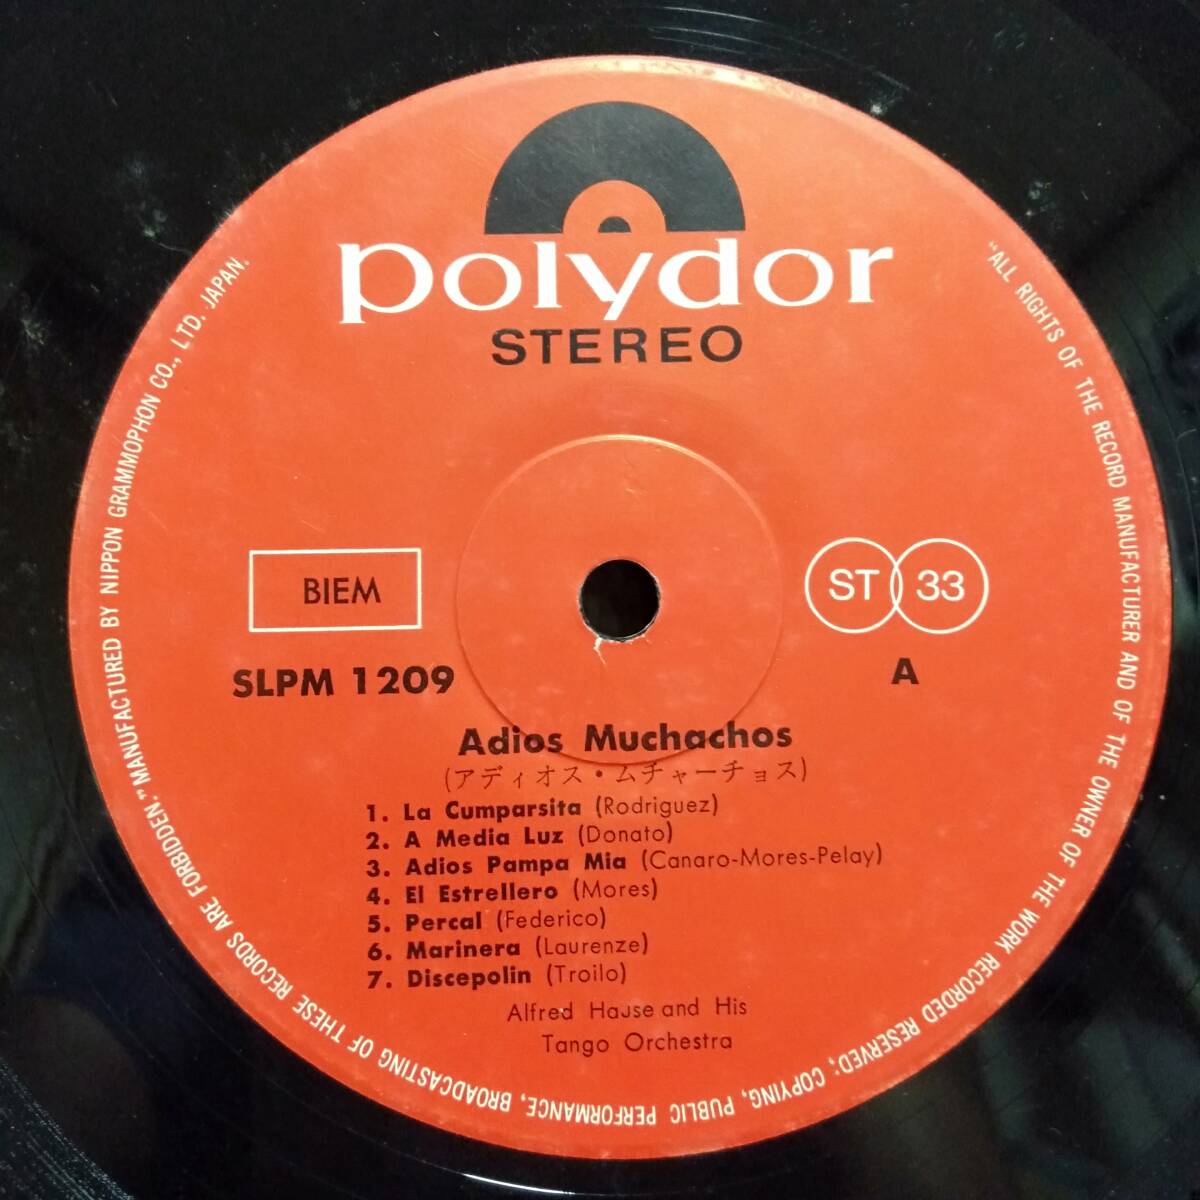 polydor
STEREO
BIEM
ST 33
SLPM 1209
A
Adios Muchachos
(アディオス・ムチャーチョス)
1. La Cumparsita (Rodriguez)
2. A Media Luz (Donato)
3. Adios Pampa Mia (Canaro-Mores-Pelay)
4. El Estrellero (Mores)
5. Percal (Federico)
6. Marinera (Laurenze)
7. Discepolin (Troilo)
Alfred Hause and His
Tango Orchestra
"ALL RIGHTS OF THE RECORD MANUFACTURER AND OF THE OWNER OF THE WORK RECORDED RESERVED; COPYING, PUBLIC PERFORMANCE, BROADCASTING OF THESE RECORDS ARE FORBIDDEN." MANUFACTURED BY NIPPON GRAMMOPHON CO., LTD. JAPAN.